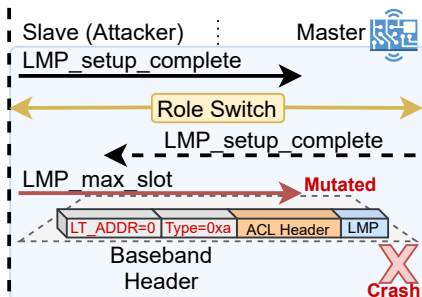 Slave (Attacker) Master
LMP_setup_complete
Role Switch
LMP_setup_complete
LMP_max_slot
Mutated
LT_ADDR=0 Type=0xa ACL Header LMP
Baseband
Header
Crash